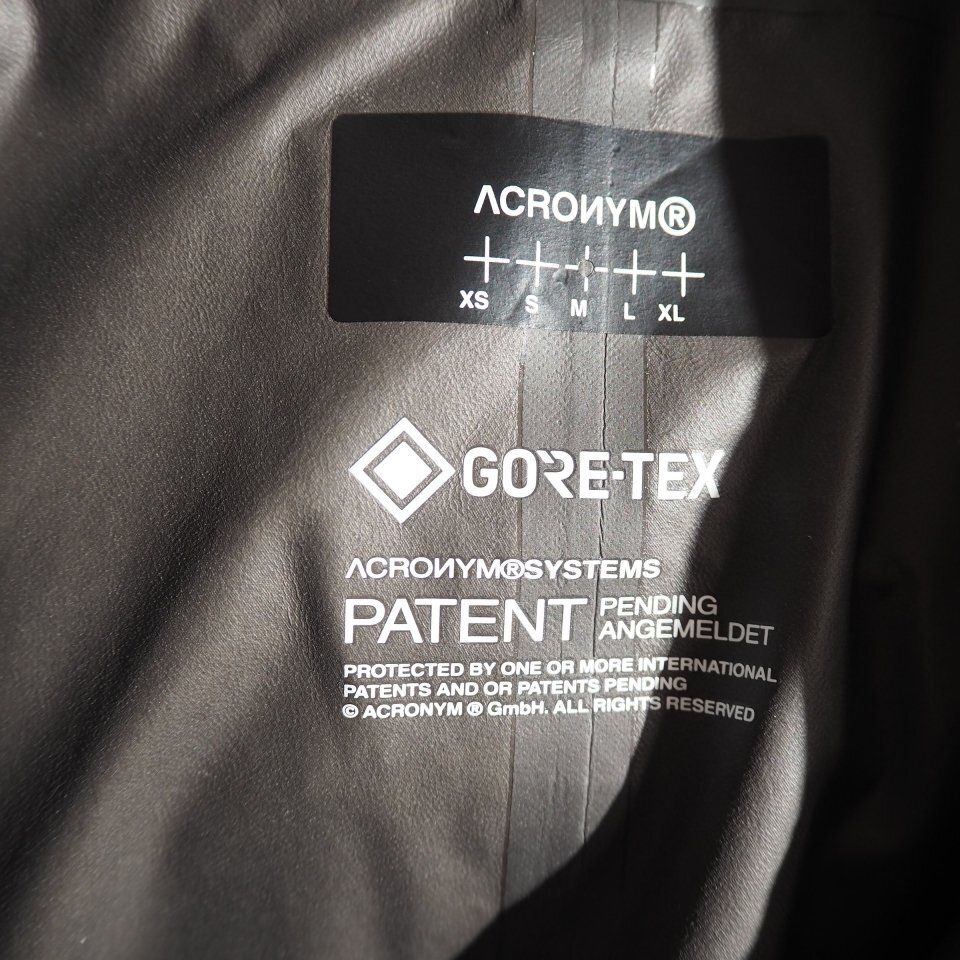 ACRONYM®
XS S M L XL
GORE-TEX
ACRONYM®SYSTEMS
PATENT PENDING
ANGEMELDET
PROTECTED BY ONE OR MORE INTERNATIONAL
PATENTS AND OR PATENTS PENDING
© ACRONYM ® GmbH. ALL RIGHTS RESERVED